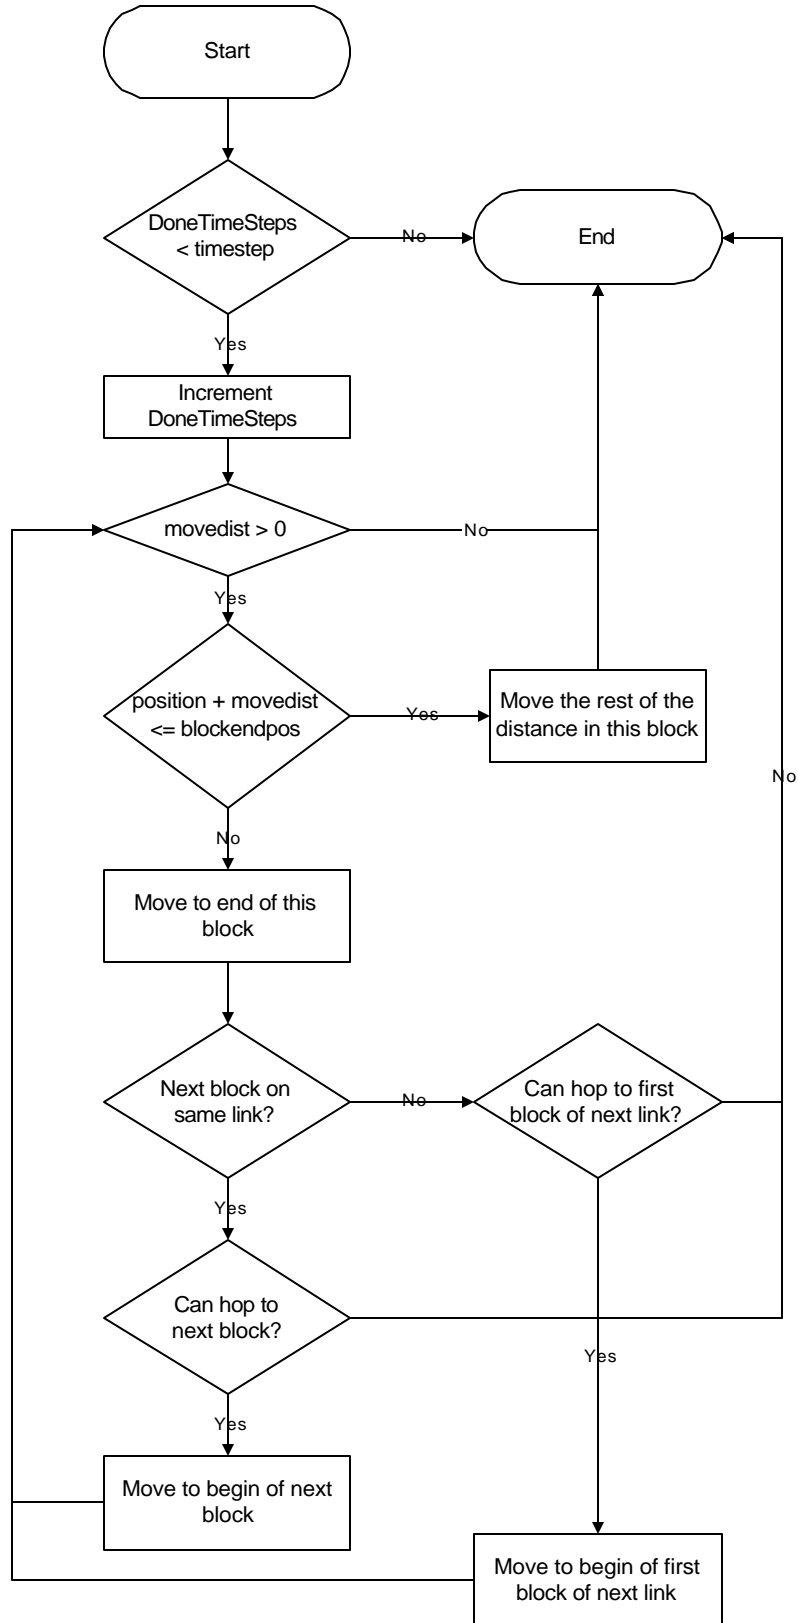 Start
DoneTimeSteps
< timestep
No
End
Yes
Increment
DoneTimeSteps
movedist > 0
No
Yes
position + movedist
<= blockendpos
Yes
Move the rest of the
distance in this block
No
No
Move to end of this
block
Next block on
same link?
No
Can hop to first
block of next link?
Yes
Can hop to
next block?
Yes
Yes
Move to begin of next
block
Move to begin of first
block of next link